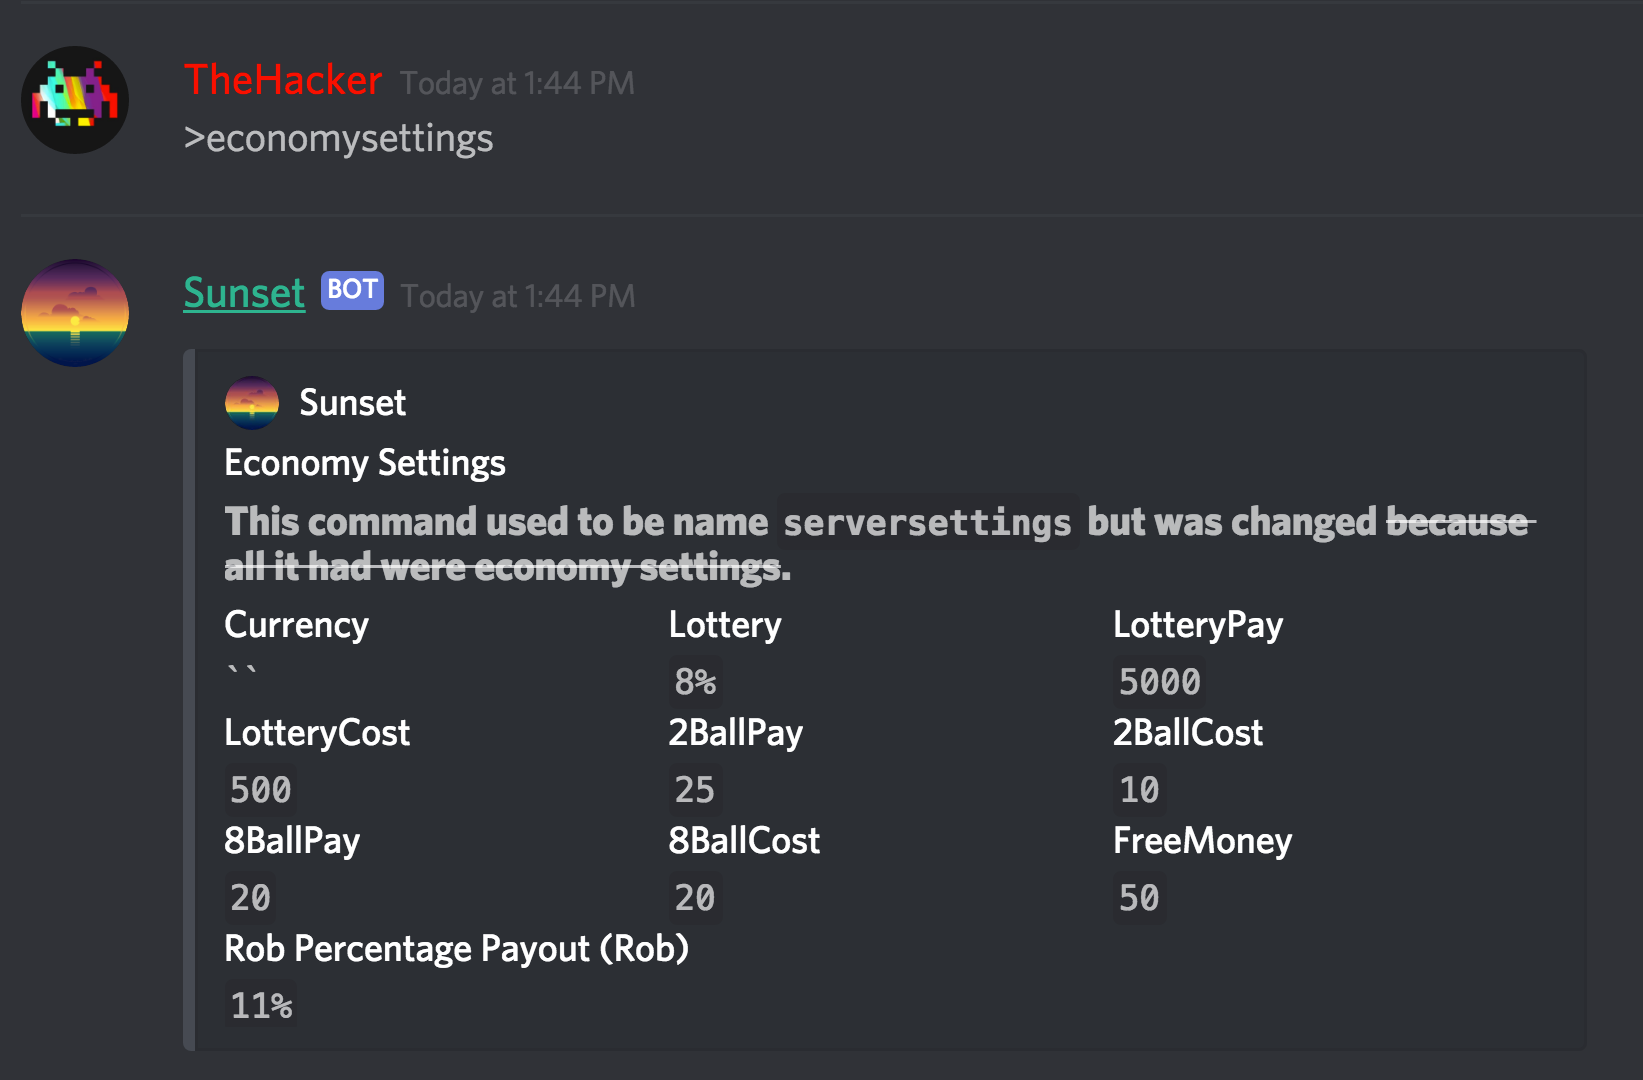 TheHacker Today at 1:44 PM
>economysettings
Sunset BOT Today at 1:44 PM
Sunset
Economy Settings
This command used to be name serversettings but was changed because
all it had were economy settings.
Currency Lottery LotteryPay
`` 8% 5000
LotteryCost 2BallPay 2BallCost
500 25 10
8BallPay 8BallCost FreeMoney
20 20 50
Rob Percentage Payout (Rob)
11%